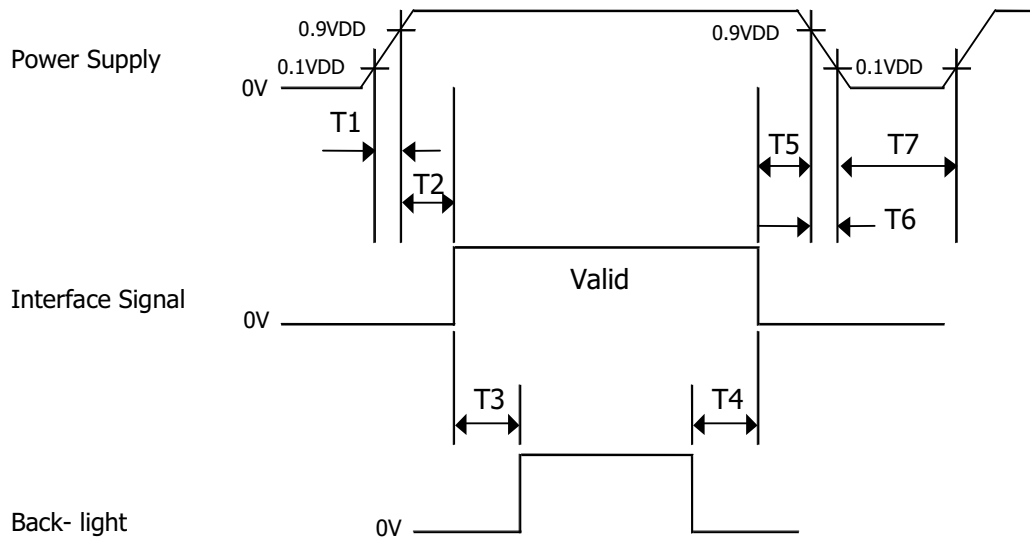 0.9VDD
0.9VDD
Power Supply
0.1VDD
0.1VDD
0V
T1
T5
T7
T2
T6
Valid
Interface Signal
0V
T3
T4
Back- light
0V